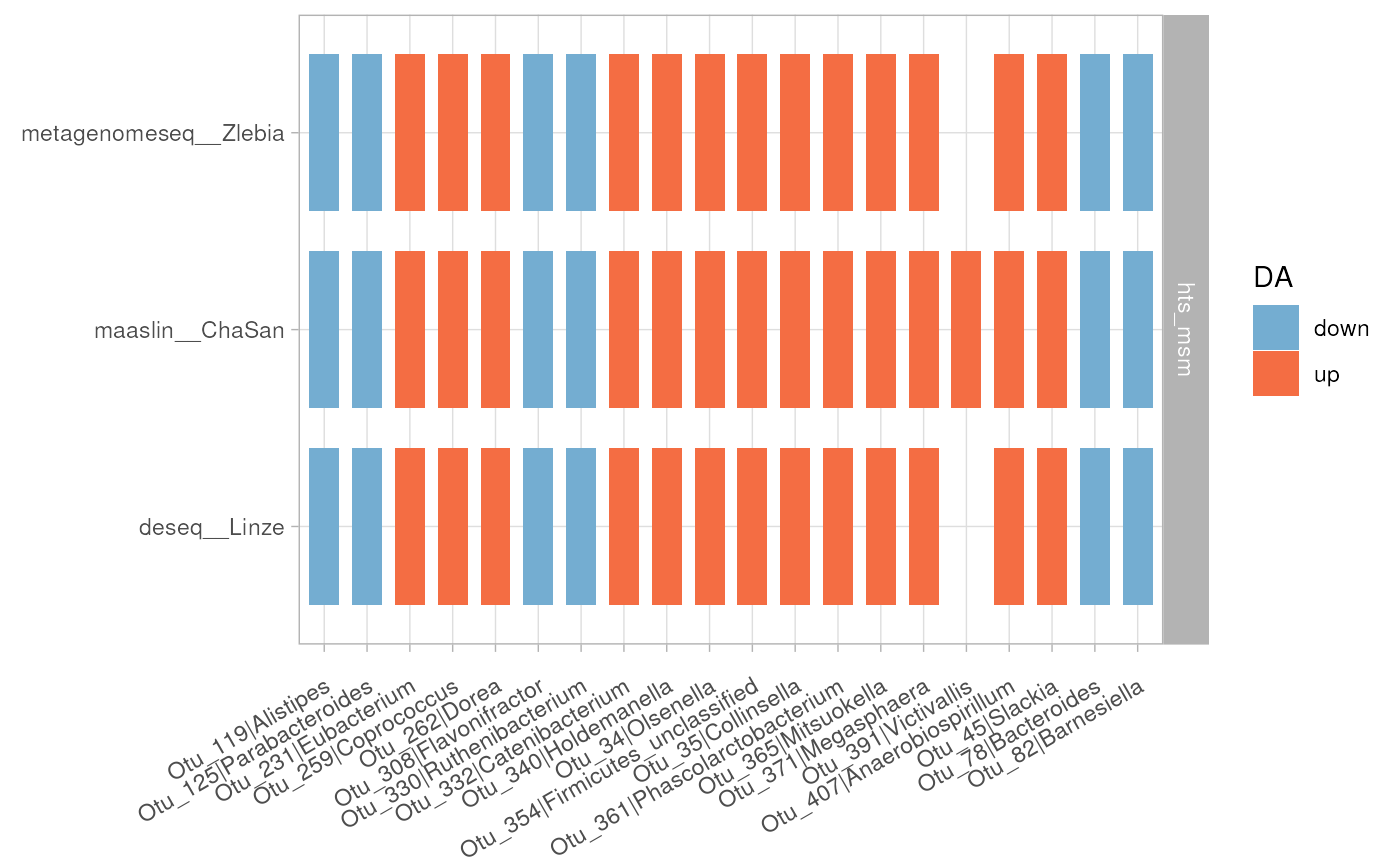 metagenomeseq__Zlebia
maaslin__ChaSan
deseq__Linze
hts_msm
DA
down
up
Otu_119|Alistipes
Otu_125|Parabacteroides
Otu_231|Eubacterium
Otu_259|Coprococcus
Otu_262|Dorea
Otu_308|Flavonifractor
Otu_330|Ruthenibacterium
Otu_332|Catenibacterium
Otu_340|Holdemanella
Otu_34|Olsenella
Otu_354|Firmicutes_unclassified
Otu_35|Collinsella
Otu_361|Phascolarctobacterium
Otu_365|Mitsuokella
Otu_371|Megasphaera
Otu_391|Victivallis
Otu_407|Anaerobiospirillum
Otu_45|Slackia
Otu_78|Bacteroides
Otu_82|Barnesiella